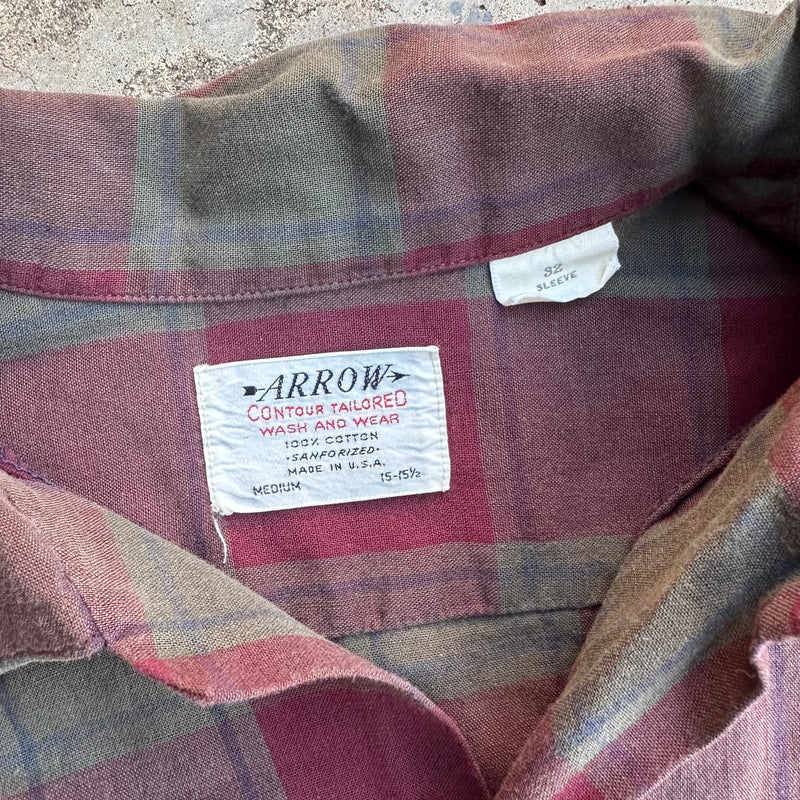 32
SLEEVE
ARROW
CONTOUR TAILORED
WASH AND WEAR
100% COTTON
·SANFORIZED·
MADE IN U.S.A.
MEDIUM 15-15½